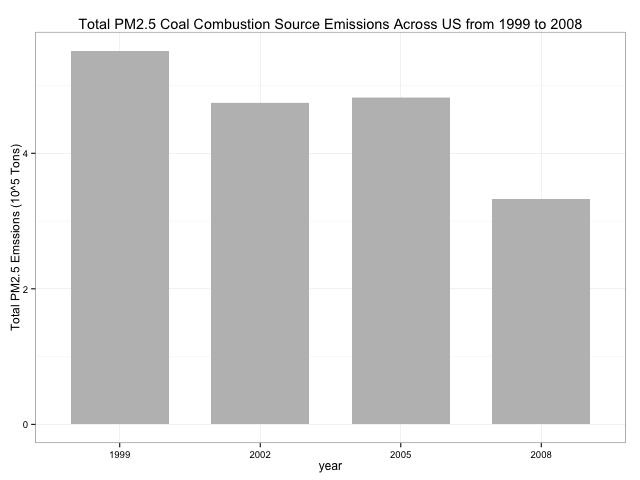 Total PM2.5 Coal Combustion Source Emissions Across US from 1999 to 2008
Total PM2.5 Emssions (10^5 Tons)
4
2
0
1999 2002 2005 2008
year